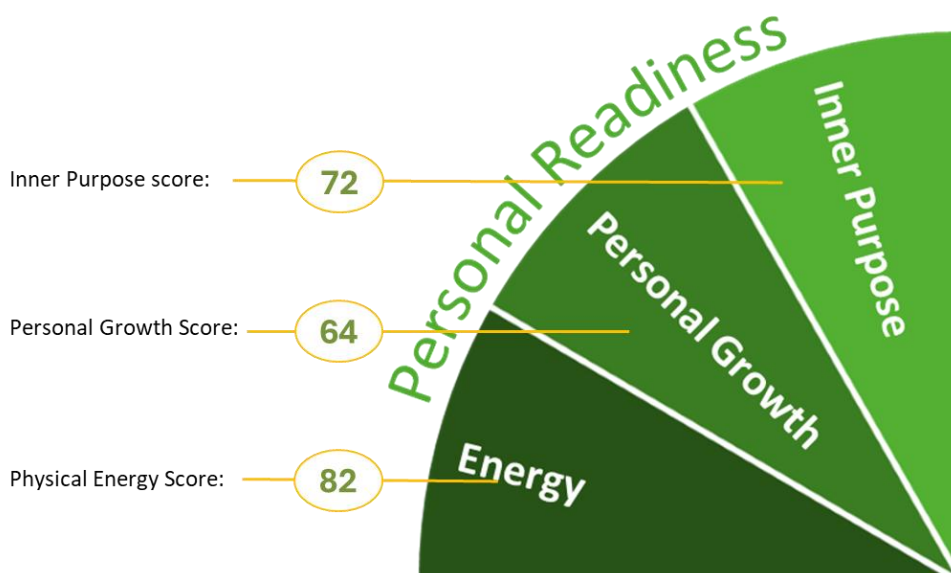 Personal Readiness
Inner Purpose
Inner Purpose score:
72
Personal Growth
Personal Growth Score:
64
Energy
Physical Energy Score:
82